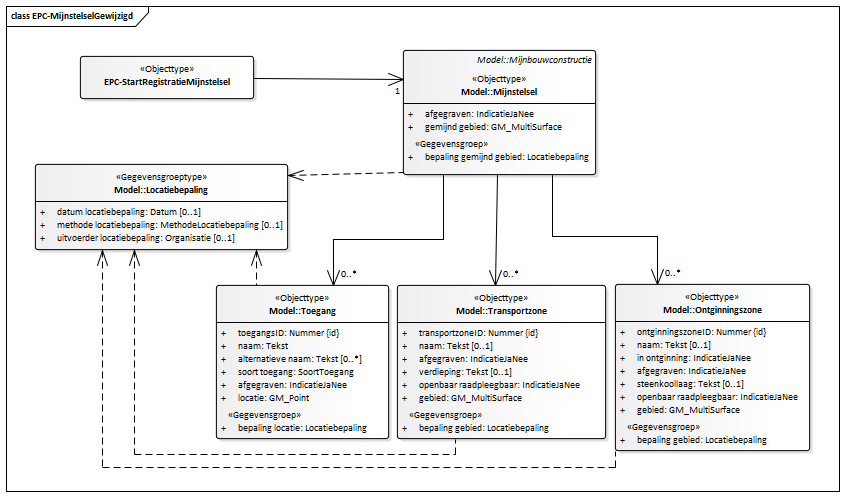 class EPC-MijnstelselGewijzigd
«Objecttype»
EPC-StartRegistratieMijnstelsel
1
Model::Mijnbouwconstructie
«Objecttype»
Model::Mijnstelsel
+ afgegraven: IndicatieJaNee
+ gemijnd gebied: GM_MultiSurface
«Gegevensgroep»
+ bepaling gemijnd gebied: Locatiebepaling
«Gegevensgroeptype»
Model::Locatiebepaling
+ datum locatiebepaling: Datum [0..1]
+ methode locatiebepaling: MethodeLocatiebepaling [0..1]
+ uitvoerder locatiebepaling: Organisatie [0..1]
0..*
0..*
0..*
«Objecttype»
Model::Toegang
+ toegangsID: Nummer {id}
+ naam: Tekst
+ alternatieve naam: Tekst [0..*]
+ soort toegang: SoortToegang
+ afgegraven: IndicatieJaNee
+ locatie: GM_Point
«Gegevensgroep»
+ bepaling locatie: Locatiebepaling
«Objecttype»
Model::Transportzone
+ transportzoneID: Nummer {id}
+ naam: Tekst [0..1]
+ afgegraven: IndicatieJaNee
+ verdieping: Tekst [0..1]
+ openbaar raadpleegbaar: IndicatieJaNee
+ gebied: GM_MultiSurface
«Gegevensgroep»
+ bepaling gebied: Locatiebepaling
«Objecttype»
Model::Ontginningszone
+ ontginningszoneID: Nummer {id}
+ naam: Tekst [0..1]
+ in ontginning: IndicatieJaNee
+ afgegraven: IndicatieJaNee
+ steenkoollaag: Tekst [0..1]
+ openbaar raadpleegbaar: IndicatieJaNee
+ gebied: GM_MultiSurface
«Gegevensgroep»
+ bepaling gebied: Locatiebepaling